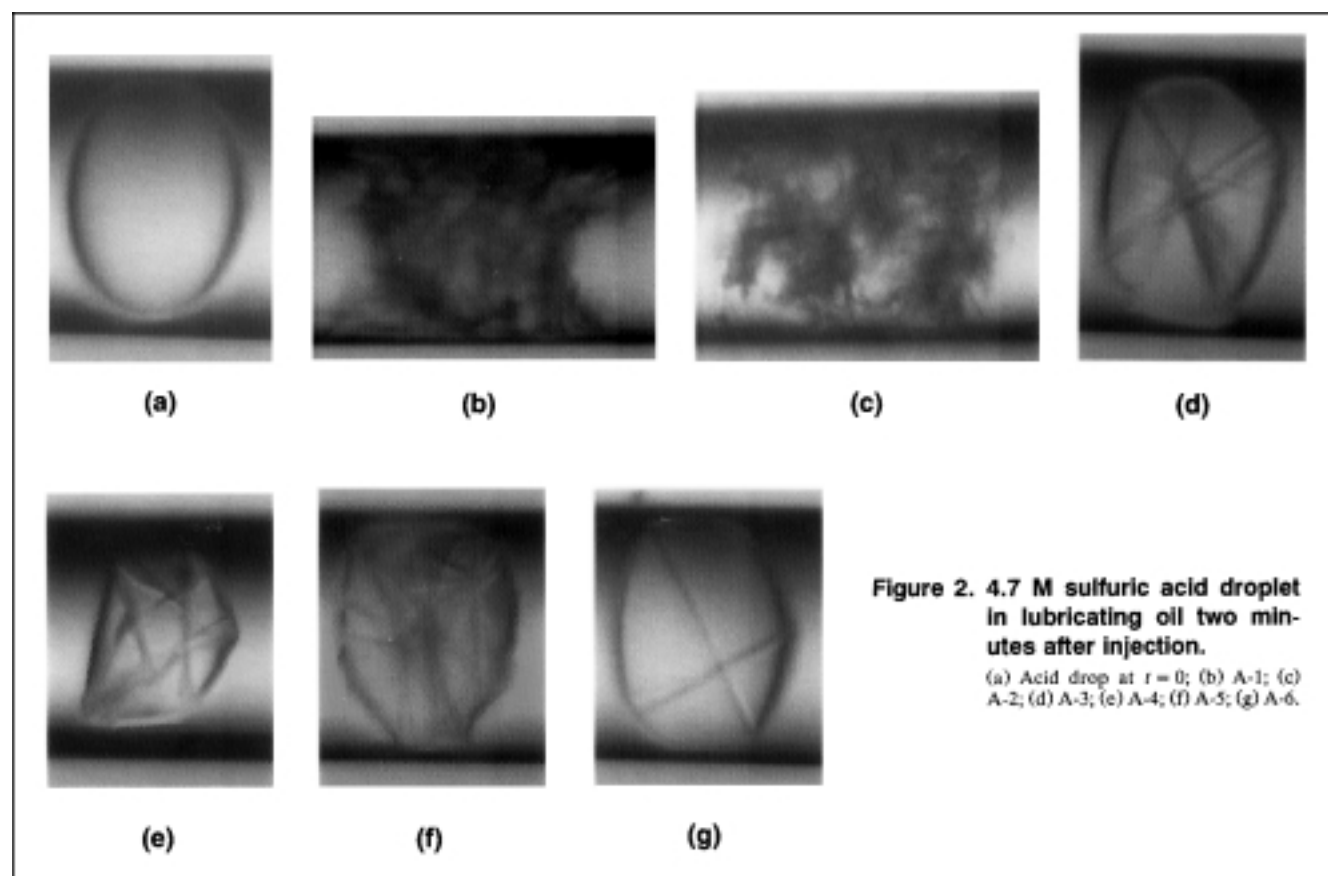 (a)
(b)
(c)
(d)
(e)
(f)
(g)
Figure 2. 4.7 M sulfuric acid droplet
in lubricating oil two min-
utes after injection.
(a) Acid drop at t = 0; (b) A-1; (c)
A-2; (d) A-3; (e) A-4; (f) A-5; (g) A-6.